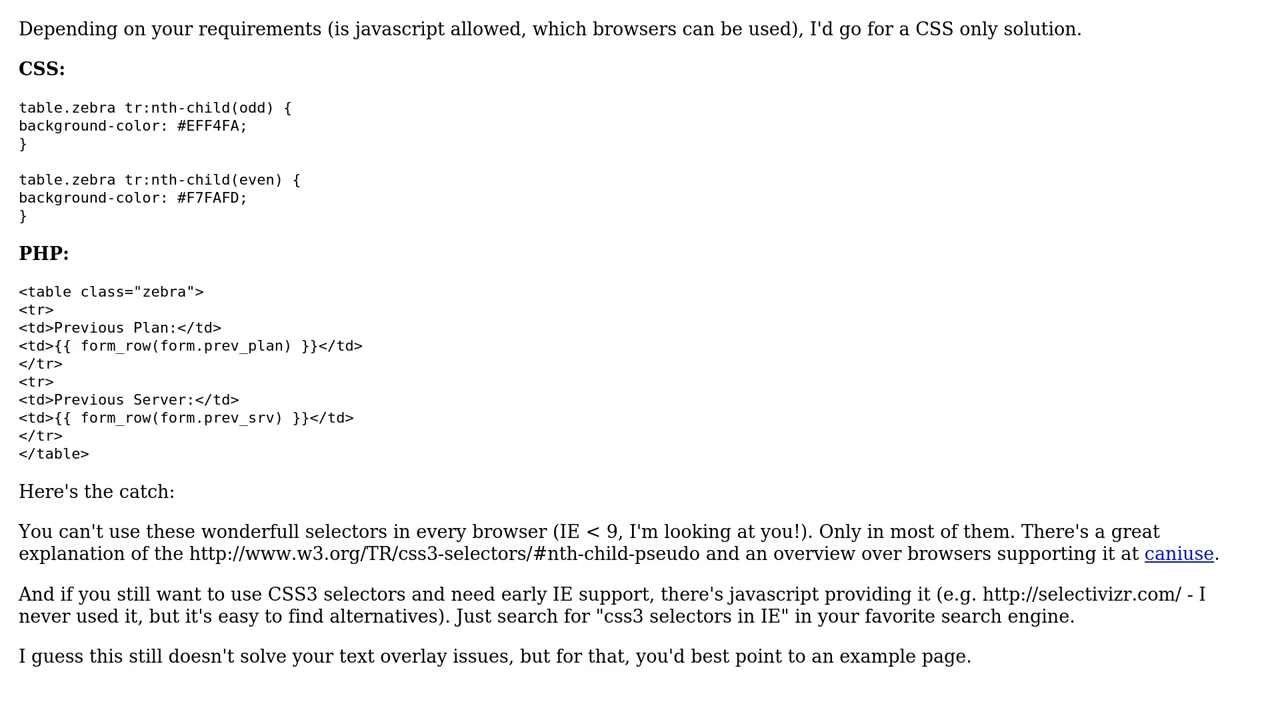 Depending on your requirements (is javascript allowed, which browsers can be used), I'd go for a CSS only solution.
CSS:
table.zebra tr:nth-child(odd) {
background-color: #EFF4FA;
}
table.zebra tr:nth-child(even) {
background-color: #F7FAFD;
}
PHP:
<table class="zebra">
<tr>
<td>Previous Plan:</td>
<td>{{ form_row(form.prev_plan) }}</td>
</tr>
<tr>
<td>Previous Server:</td>
<td>{{ form_row(form.prev_srv) }}</td>
</tr>
</table>
Here's the catch:
You can't use these wonderfull selectors in every browser (IE < 9, I'm looking at you!). Only in most of them. There's a great
explanation of the http://www.w3.org/TR/css3-selectors/#nth-child-pseudo and an overview over browsers supporting it at caniuse.
And if you still want to use CSS3 selectors and need early IE support, there's javascript providing it (e.g. http://selectivizr.com/ - I
never used it, but it's easy to find alternatives). Just search for "css3 selectors in IE" in your favorite search engine.
I guess this still doesn't solve your text overlay issues, but for that, you'd best point to an example page.